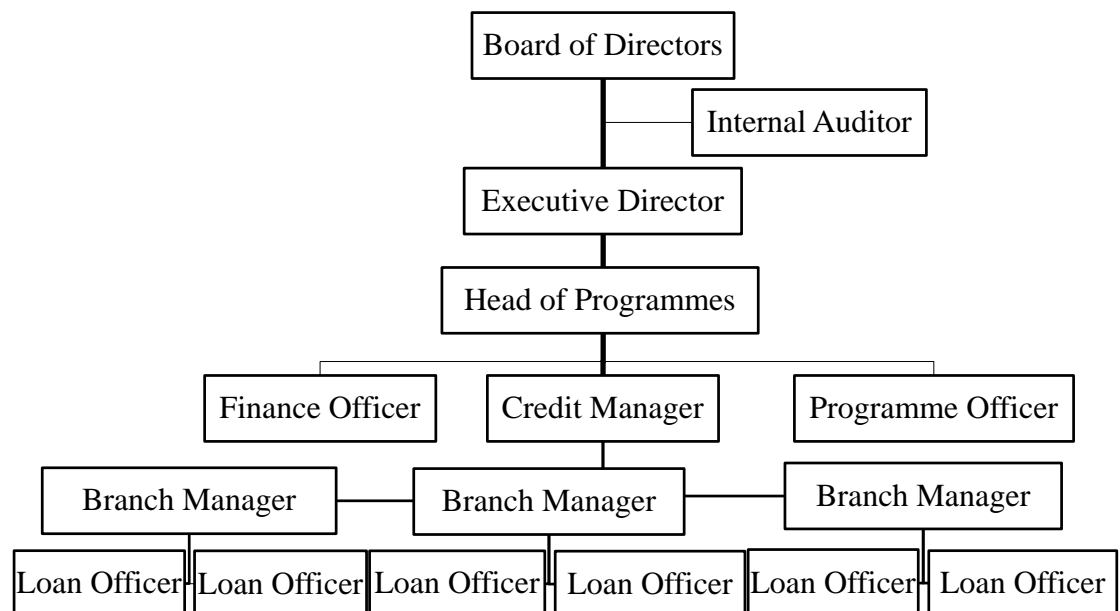 Board of Directors
Internal Auditor
Executive Director
Head of Programmes
Finance Officer
Credit Manager
Programme Officer
Branch Manager
Branch Manager
Branch Manager
Loan Officer
Loan Officer
Loan Officer
Loan Officer
Loan Officer
Loan Officer